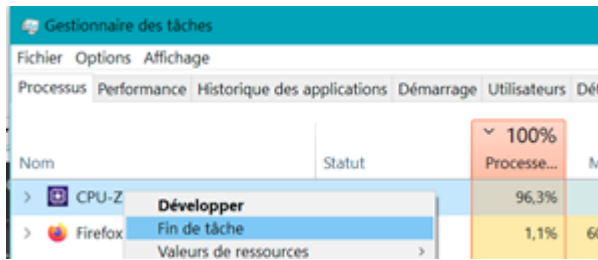 Gestionnaire des tâches
Fichier Options Affichage
Processus Performance Historique des applications Démarrage Utilisateurs
100%
Nom Statut Processe...
CPU-Z 96,3%
Développer
Fin de tâche
Firefox 1,1%
Valeurs de ressources